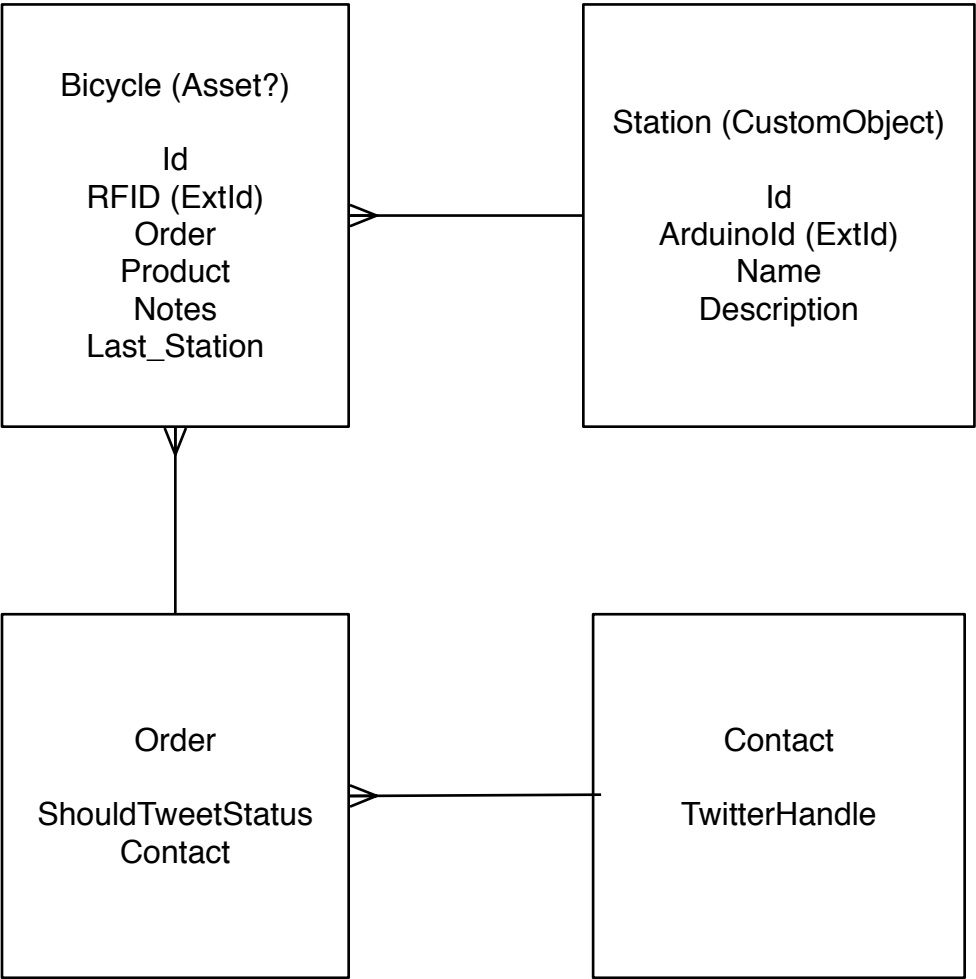 Bicycle (Asset?)
Id
RFID (ExtId)
Order
Product
Notes
Last_Station
Station (CustomObject)
Id
ArduinoId (ExtId)
Name
Description
Order
ShouldTweetStatus
Contact
Contact
TwitterHandle